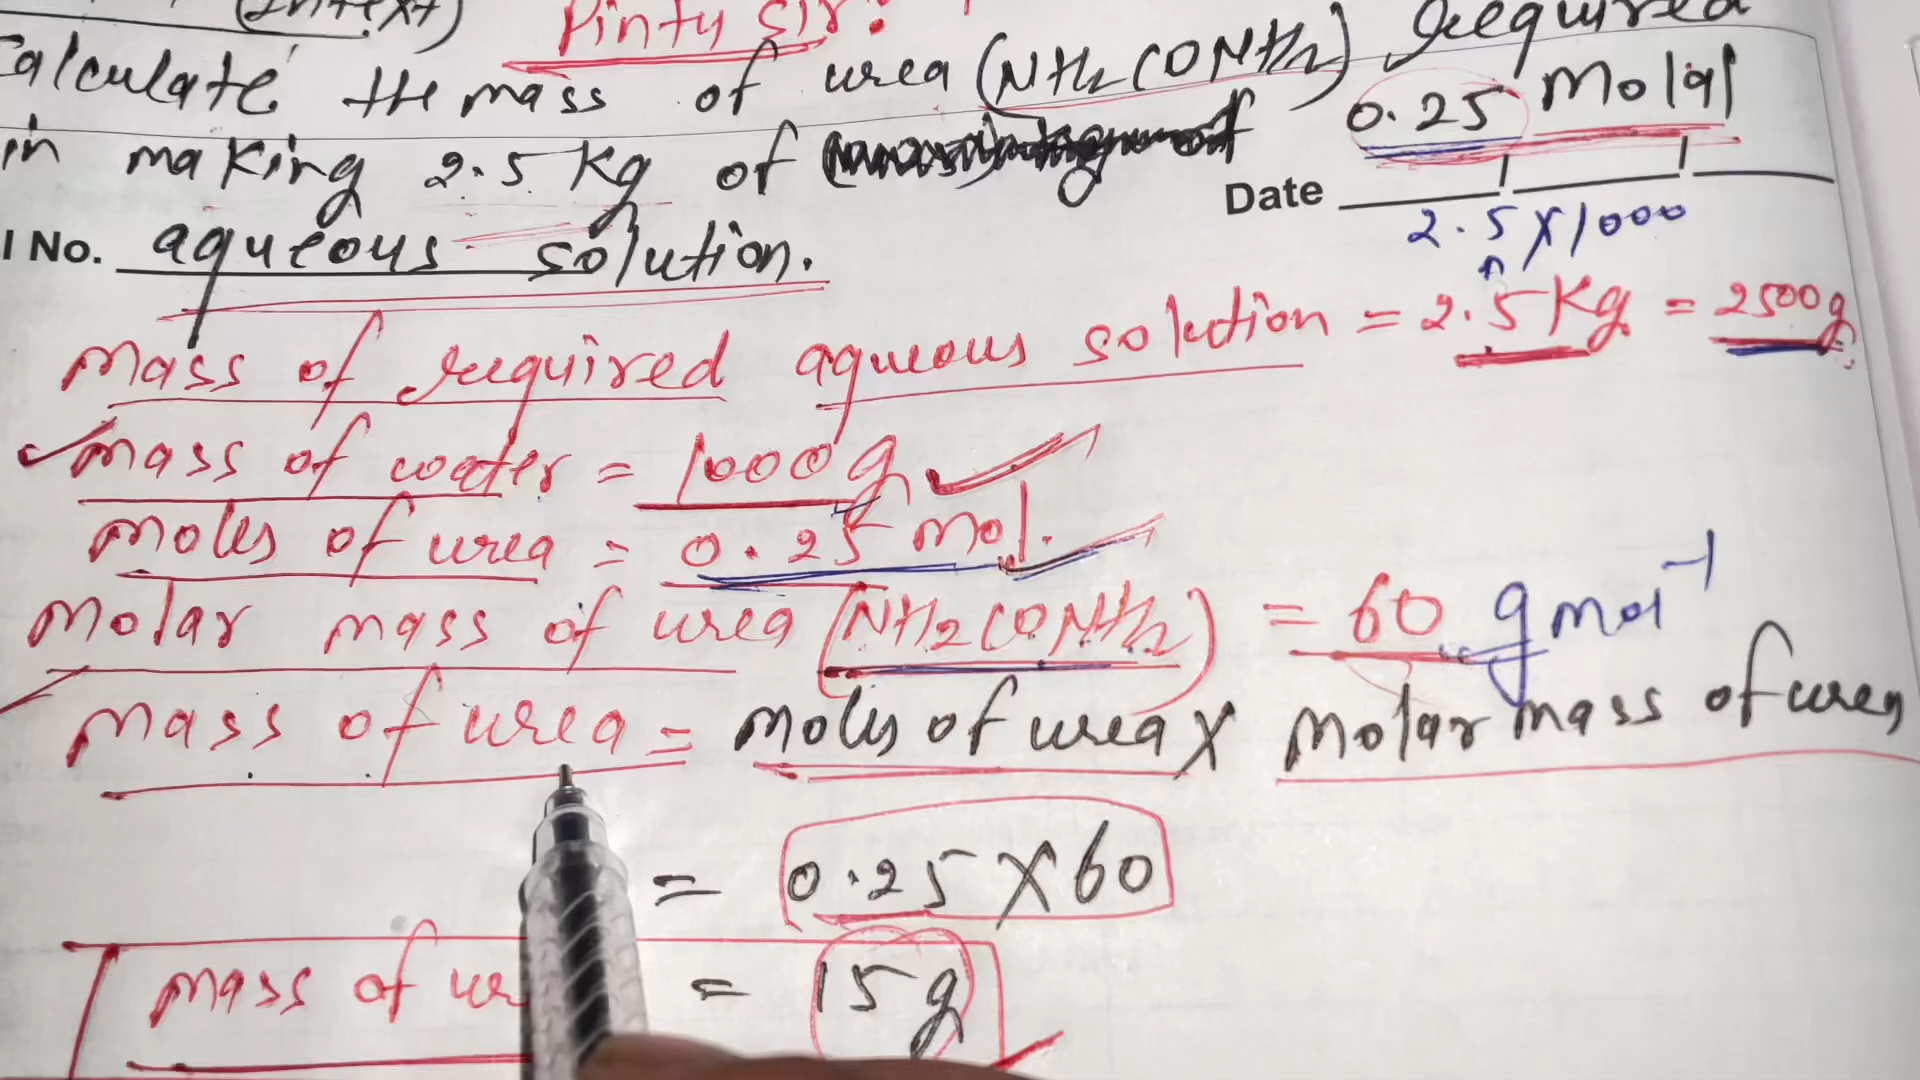 (Intext) Pintu Sir.
Calculate the mass of urea (NH2CONH2) required
in making 2.5 Kg of 0.25 Molal
Date
I No. aqueous solution.
2.5 X 1000
Mass of required aqueous solution = 2.5 Kg = 2500g
Mass of water = 1000g
Moles of urea = 0.25 mol.
Molar mass of urea (NH2CONH2) = 60 g mol-1
Mass of urea = Moles of urea X Molar mass of urea
= 0.25 X 60
Mass of ur = 15g